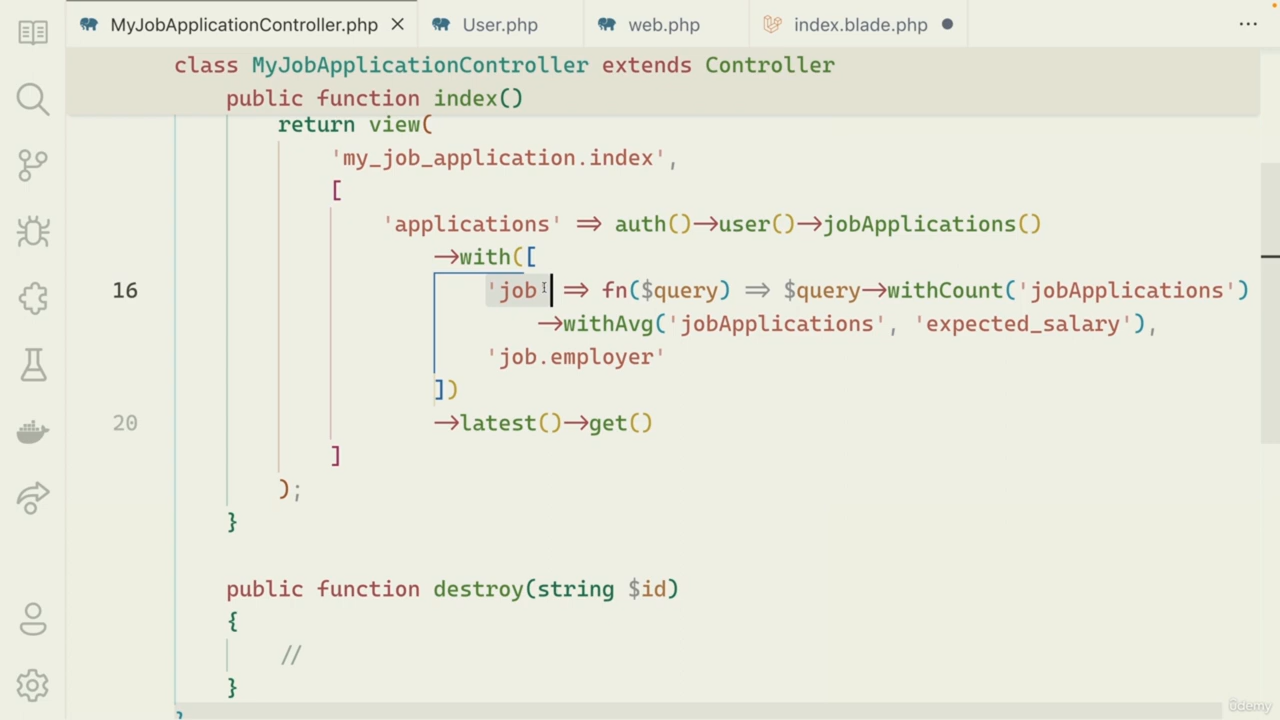 MyJobApplicationController.php
User.php
web.php
index.blade.php
class MyJobApplicationController extends Controller
public function index()
return view(
'my_job_application.index',
[
'applications' => auth()->user()->jobApplications()
->with([
16
'job' => fn($query) => $query->withCount('jobApplications')
->withAvg('jobApplications', 'expected_salary'),
'job.employer'
])
20
->latest()->get()
]
);
}
public function destroy(string $id)
{
//
}
}
ûdemy